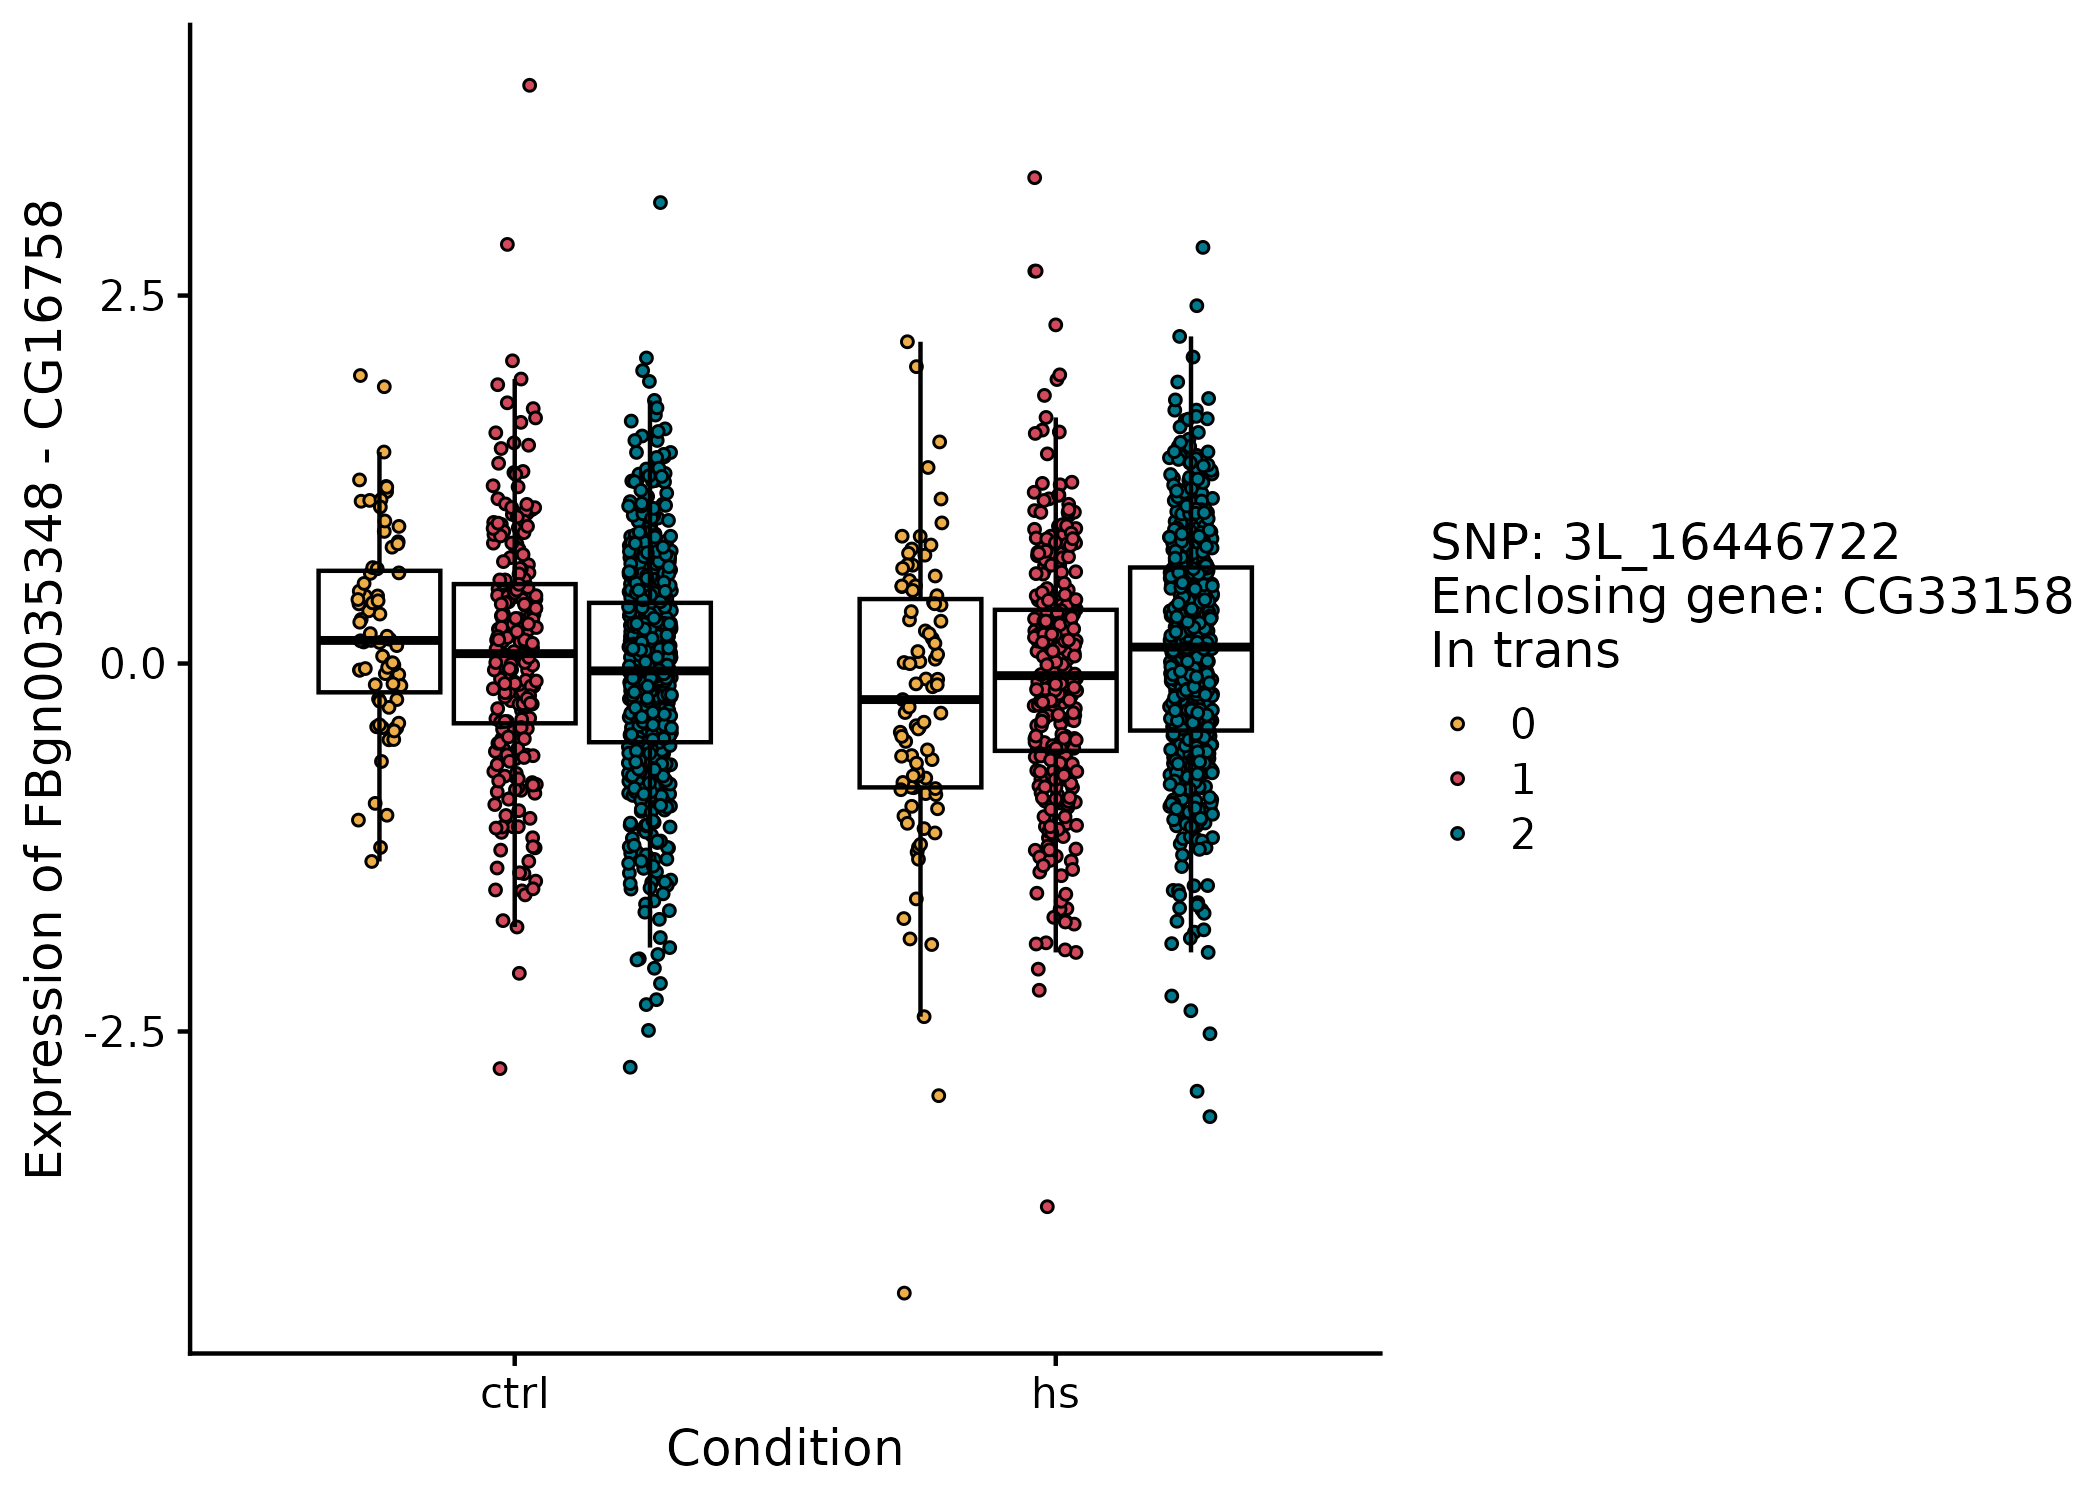 Expression of FBgn0035348 - CG16758
2.5
0.0
-2.5
ctrl
hs
Condition
SNP: 3L_16446722
Enclosing gene: CG33158
In trans
0
1
2